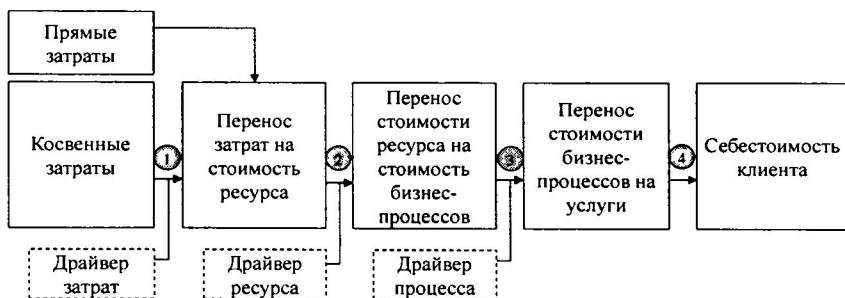 Прямые
затраты
Косвенные
затраты
1
Перенос
затрат на
стоимость
ресурса
2
Перенос
стоимости
ресурса на
стоимость
бизнес-
процессов
3
Перенос
стоимости
бизнес-
процессов на
услуги
4
Себестоимость
клиента
Драйвер
затрат
Драйвер
ресурса
Драйвер
процесса